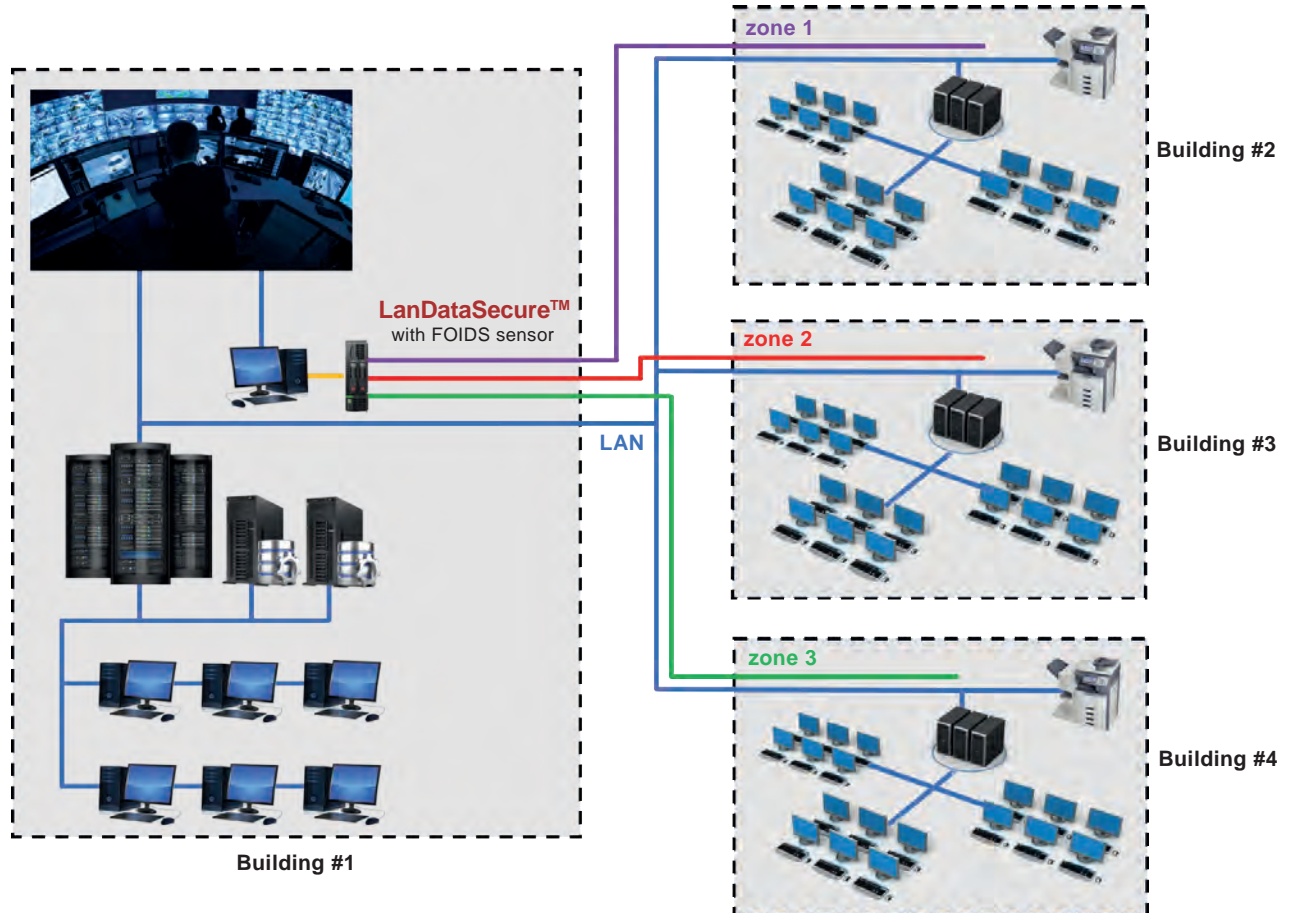 zone 1
Building #2
LanDataSecure™
with FOIDS sensor
zone 2
LAN
Building #3
zone 3
Building #4
Building #1